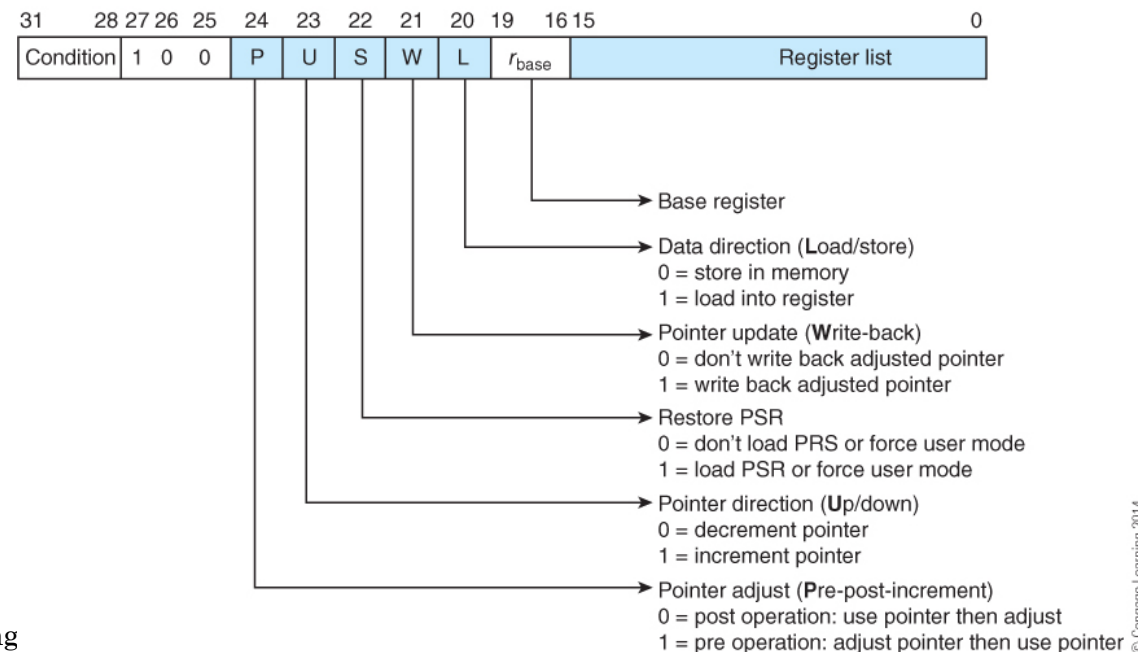 31 28 27 26 25 24 23 22 21 20 19 16 15 0
Condition 1 0 0 P U S W L rbase Register list
Base register
Data direction (Load/store)
0 = store in memory
1 = load into register
Pointer update (Write-back)
0 = don't write back adjusted pointer
1 = write back adjusted pointer
Restore PSR
0 = don't load PRS or force user mode
1 = load PSR or force user mode
Pointer direction (Up/down)
0 = decrement pointer
1 = increment pointer
Pointer adjust (Pre-post-increment)
0 = post operation: use pointer then adjust
1 = pre operation: adjust pointer then use pointer
© Cengage Learning 2014